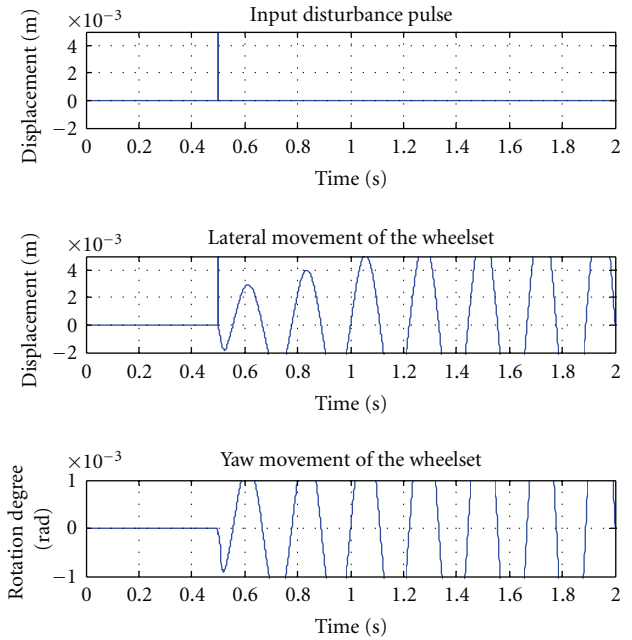 ×10⁻³
Input disturbance pulse
Displacement (m)
4
2
0
−2
0 0.2 0.4 0.6 0.8 1 1.2 1.4 1.6 1.8 2
Time (s)
×10⁻³
Lateral movement of the wheelset
Displacement (m)
4
2
0
−2
0 0.2 0.4 0.6 0.8 1 1.2 1.4 1.6 1.8 2
Time (s)
×10⁻³
Yaw movement of the wheelset
Rotation degree
(rad)
1
0
−1
0 0.2 0.4 0.6 0.8 1 1.2 1.4 1.6 1.8 2
Time (s)